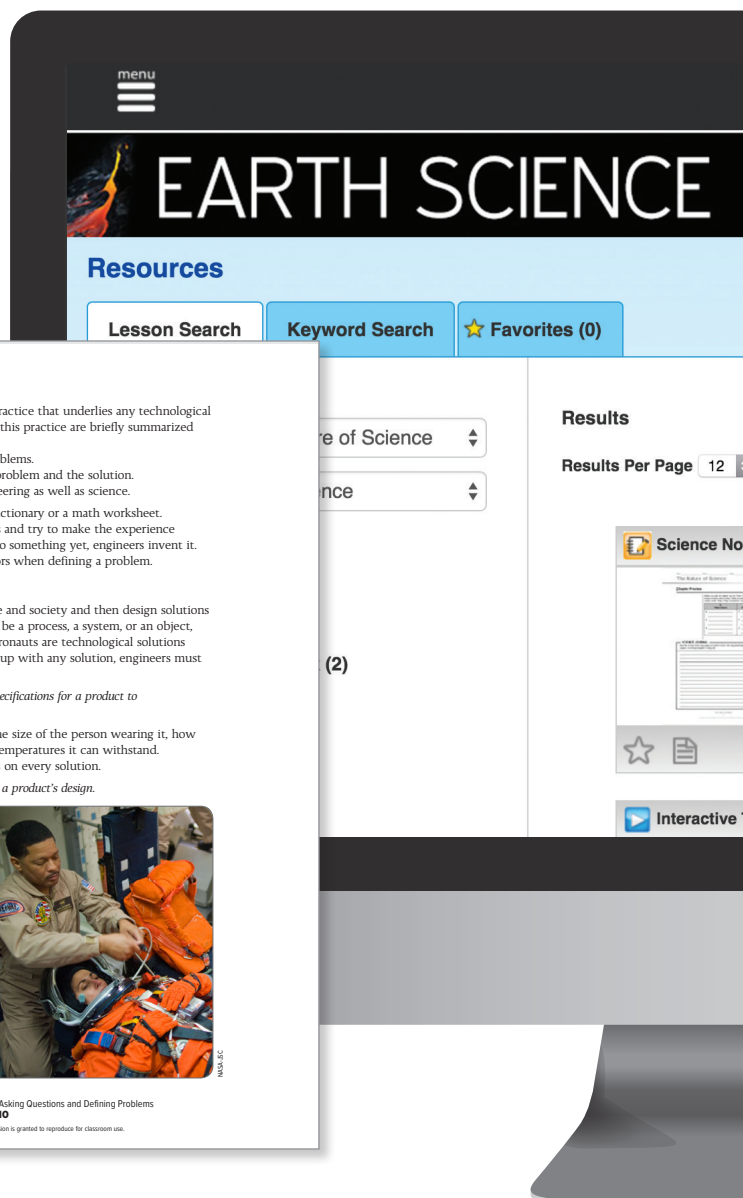 menu
EARTH SCIENCE
Resources
Lesson Search
Keyword Search
Favorites (0)
re of Science
nce
(2)
Results
Results Per Page 12
Science No
The Nature of Science
Interactive
ractice that underlies any technological
this practice are briefly summarized
blems.
problem and the solution.
eering as well as science.
ctionary or a math worksheet.
s and try to make the experience
o something yet, engineers invent it.
ors when defining a problem.
e and society and then design solutions
be a process, a system, or an object,
ronauts are technological solutions
up with any solution, engineers must
ecifications for a product to
he size of the person wearing it, how
emperatures it can withstand.
s on every solution.
a product's design.
NASA-JSC
Asking Questions and Defining Problems
10
sion is granted to reproduce for classroom use.